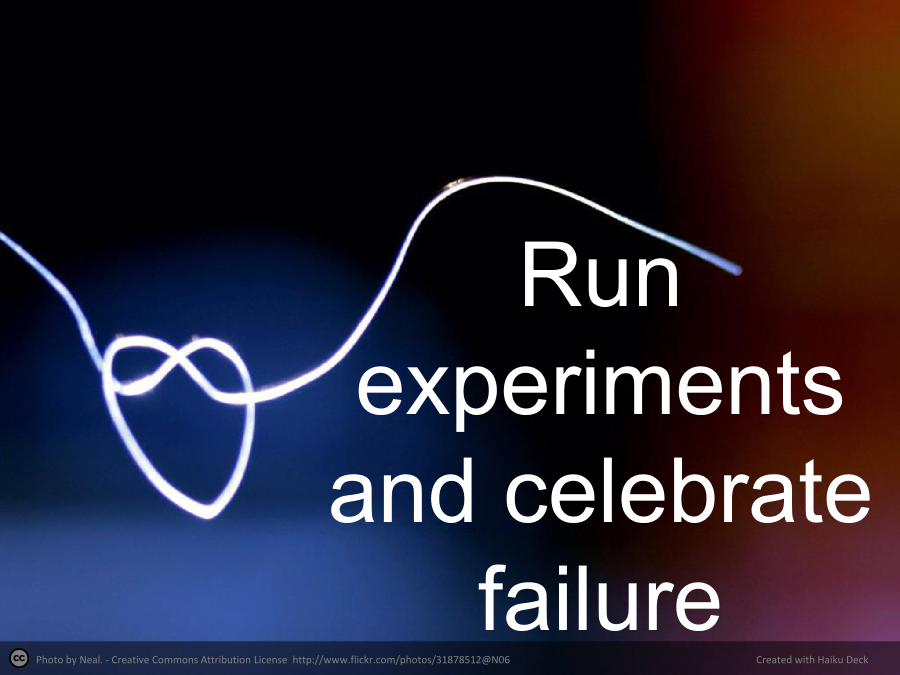 Run
experiments
and celebrate
failure
cc Photo by Neal. - Creative Commons Attribution License http://www.flickr.com/photos/31878512@N06
Created with Haiku Deck